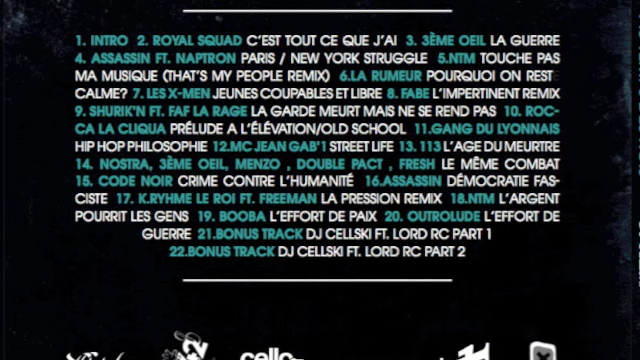 1. INTRO 2. ROYAL SQUAD C'EST TOUT CE QUE J'AI 3. 3ÈME OEIL LA GUERRE
4. ASSASSIN FT. NAPTRON PARIS / NEW YORK STRUGGLE 5.NTM TOUCHE PAS
MA MUSIQUE (THAT'S MY PEOPLE REMIX) 6.LA RUMEUR POURQUOI ON REST
CALME? 7. LES X-MEN JEUNES COUPABLES ET LIBRE 8. FABE L'IMPERTINENT REMIX
9. SHURIK'N FT. FAF LA RAGE LA GARDE MEURT MAIS NE SE REND PAS 10. ROC-
CA LA CLIQUA PRÉLUDE A L'ÉLÉVATION/OLD SCHOOL 11.GANG DU LYONNAIS
HIP HOP PHILOSOPHIE 12.MC JEAN GAB'1 STREET LIFE 13. 113 L'AGE DU MEURTRE
14. NOSTRA, 3ÈME OEIL, MENZO , DOUBLE PACT , FRESH LE MÊME COMBAT
15. CODE NOIR CRIME CONTRE L'HUMANITÉ 16.ASSASSIN DÉMOCRATIE FAS-
CISTE 17. K.RHYME LE ROI FT. FREEMAN LA PRESSION REMIX 18.NTM L'ARGENT
POURRIT LES GENS 19. BOOBA L'EFFORT DE PAIX 20. OUTROLUDE L'EFFORT DE
GUERRE 21.BONUS TRACK DJ CELLSKI FT. LORD RC PART 1
22.BONUS TRACK DJ CELLSKI FT. LORD RC PART 2